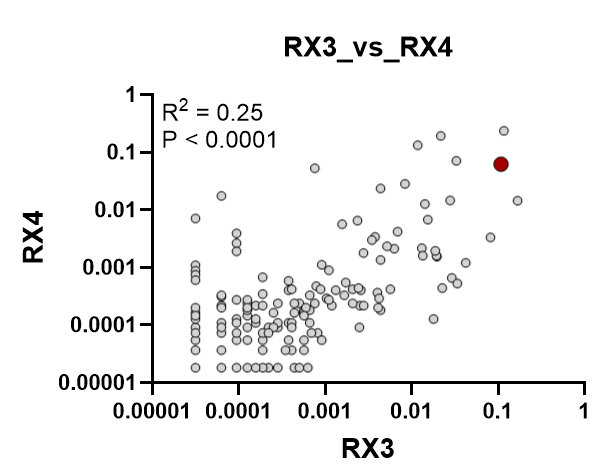 RX3_vs_RX4
R² = 0.25
P < 0.0001
1
0.1
0.01
0.001
0.0001
0.00001
RX4
0.00001 0.0001 0.001 0.01 0.1 1
RX3